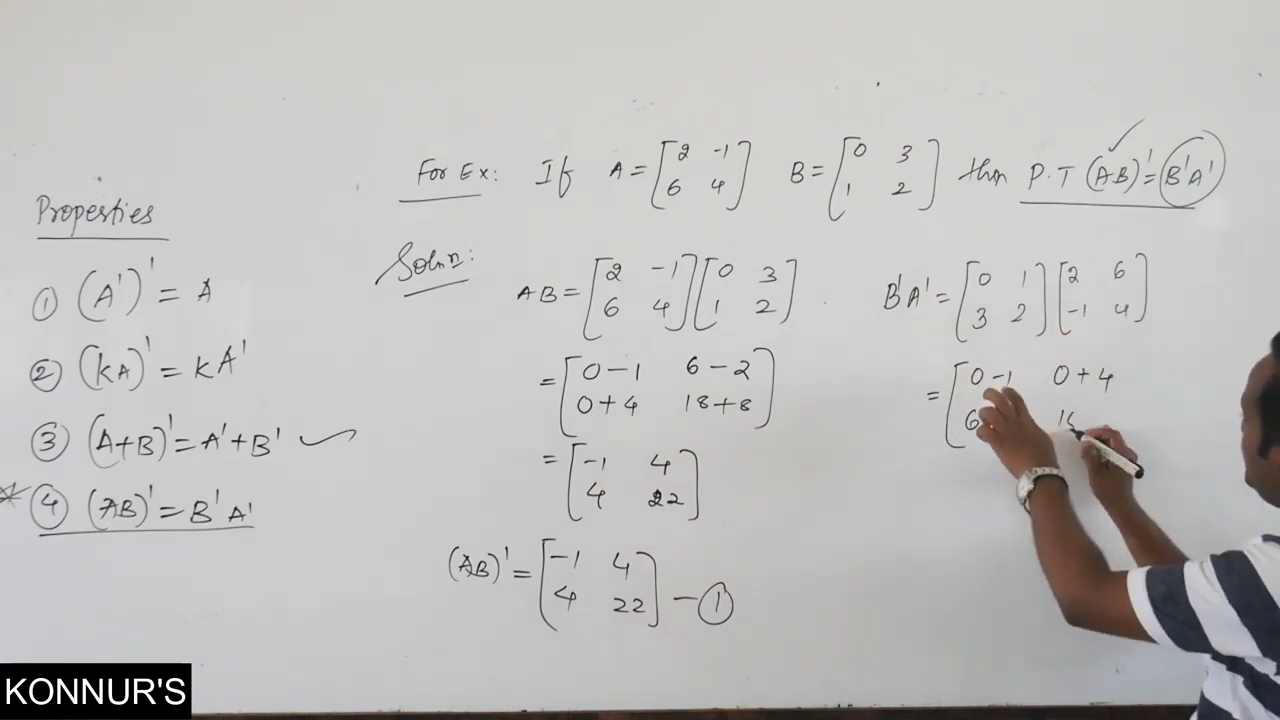 Properties
① (A')' = A
② (KA)' = KA'
③ (A+B)' = A'+B' ✓
④ (AB)' = B'A'
For Ex: If A = [2 -1; 6 4] B = [0 3; 1 2] then P.T (AB)' = B'A'
Soln:
AB = [2 -1; 6 4] [0 3; 1 2]
= [0-1 6-2; 0+4 18+8]
= [-1 4; 4 22]
(AB)' = [-1 4; 4 22] — ①
B'A' = [0 1; 3 2] [2 6; -1 4]
= [0-1 0+4; 6
KONNUR'S